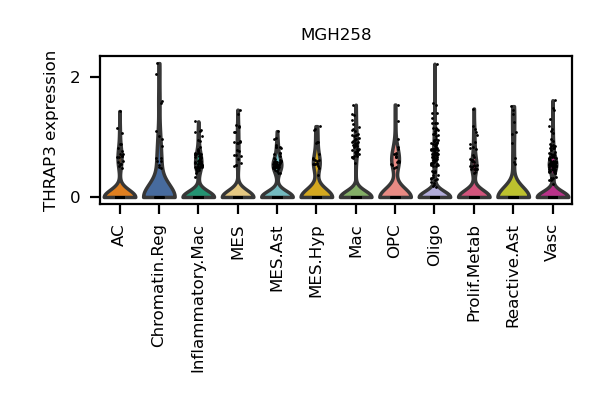 MGH258
THRAP3 expression
2
0
AC
Chromatin.Reg
Inflammatory.Mac
MES
MES.Ast
MES.Hyp
Mac
OPC
Oligo
Prolif.Metab
Reactive.Ast
Vasc